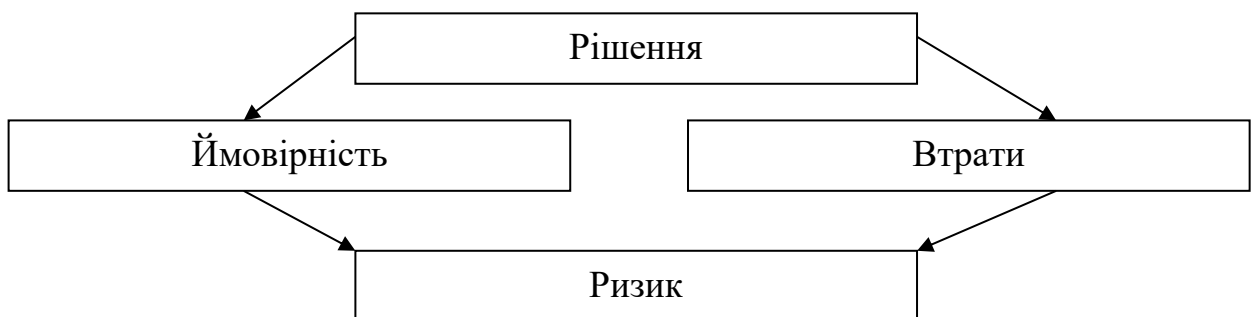 Рішення
Ймовірність
Втрати
Ризик